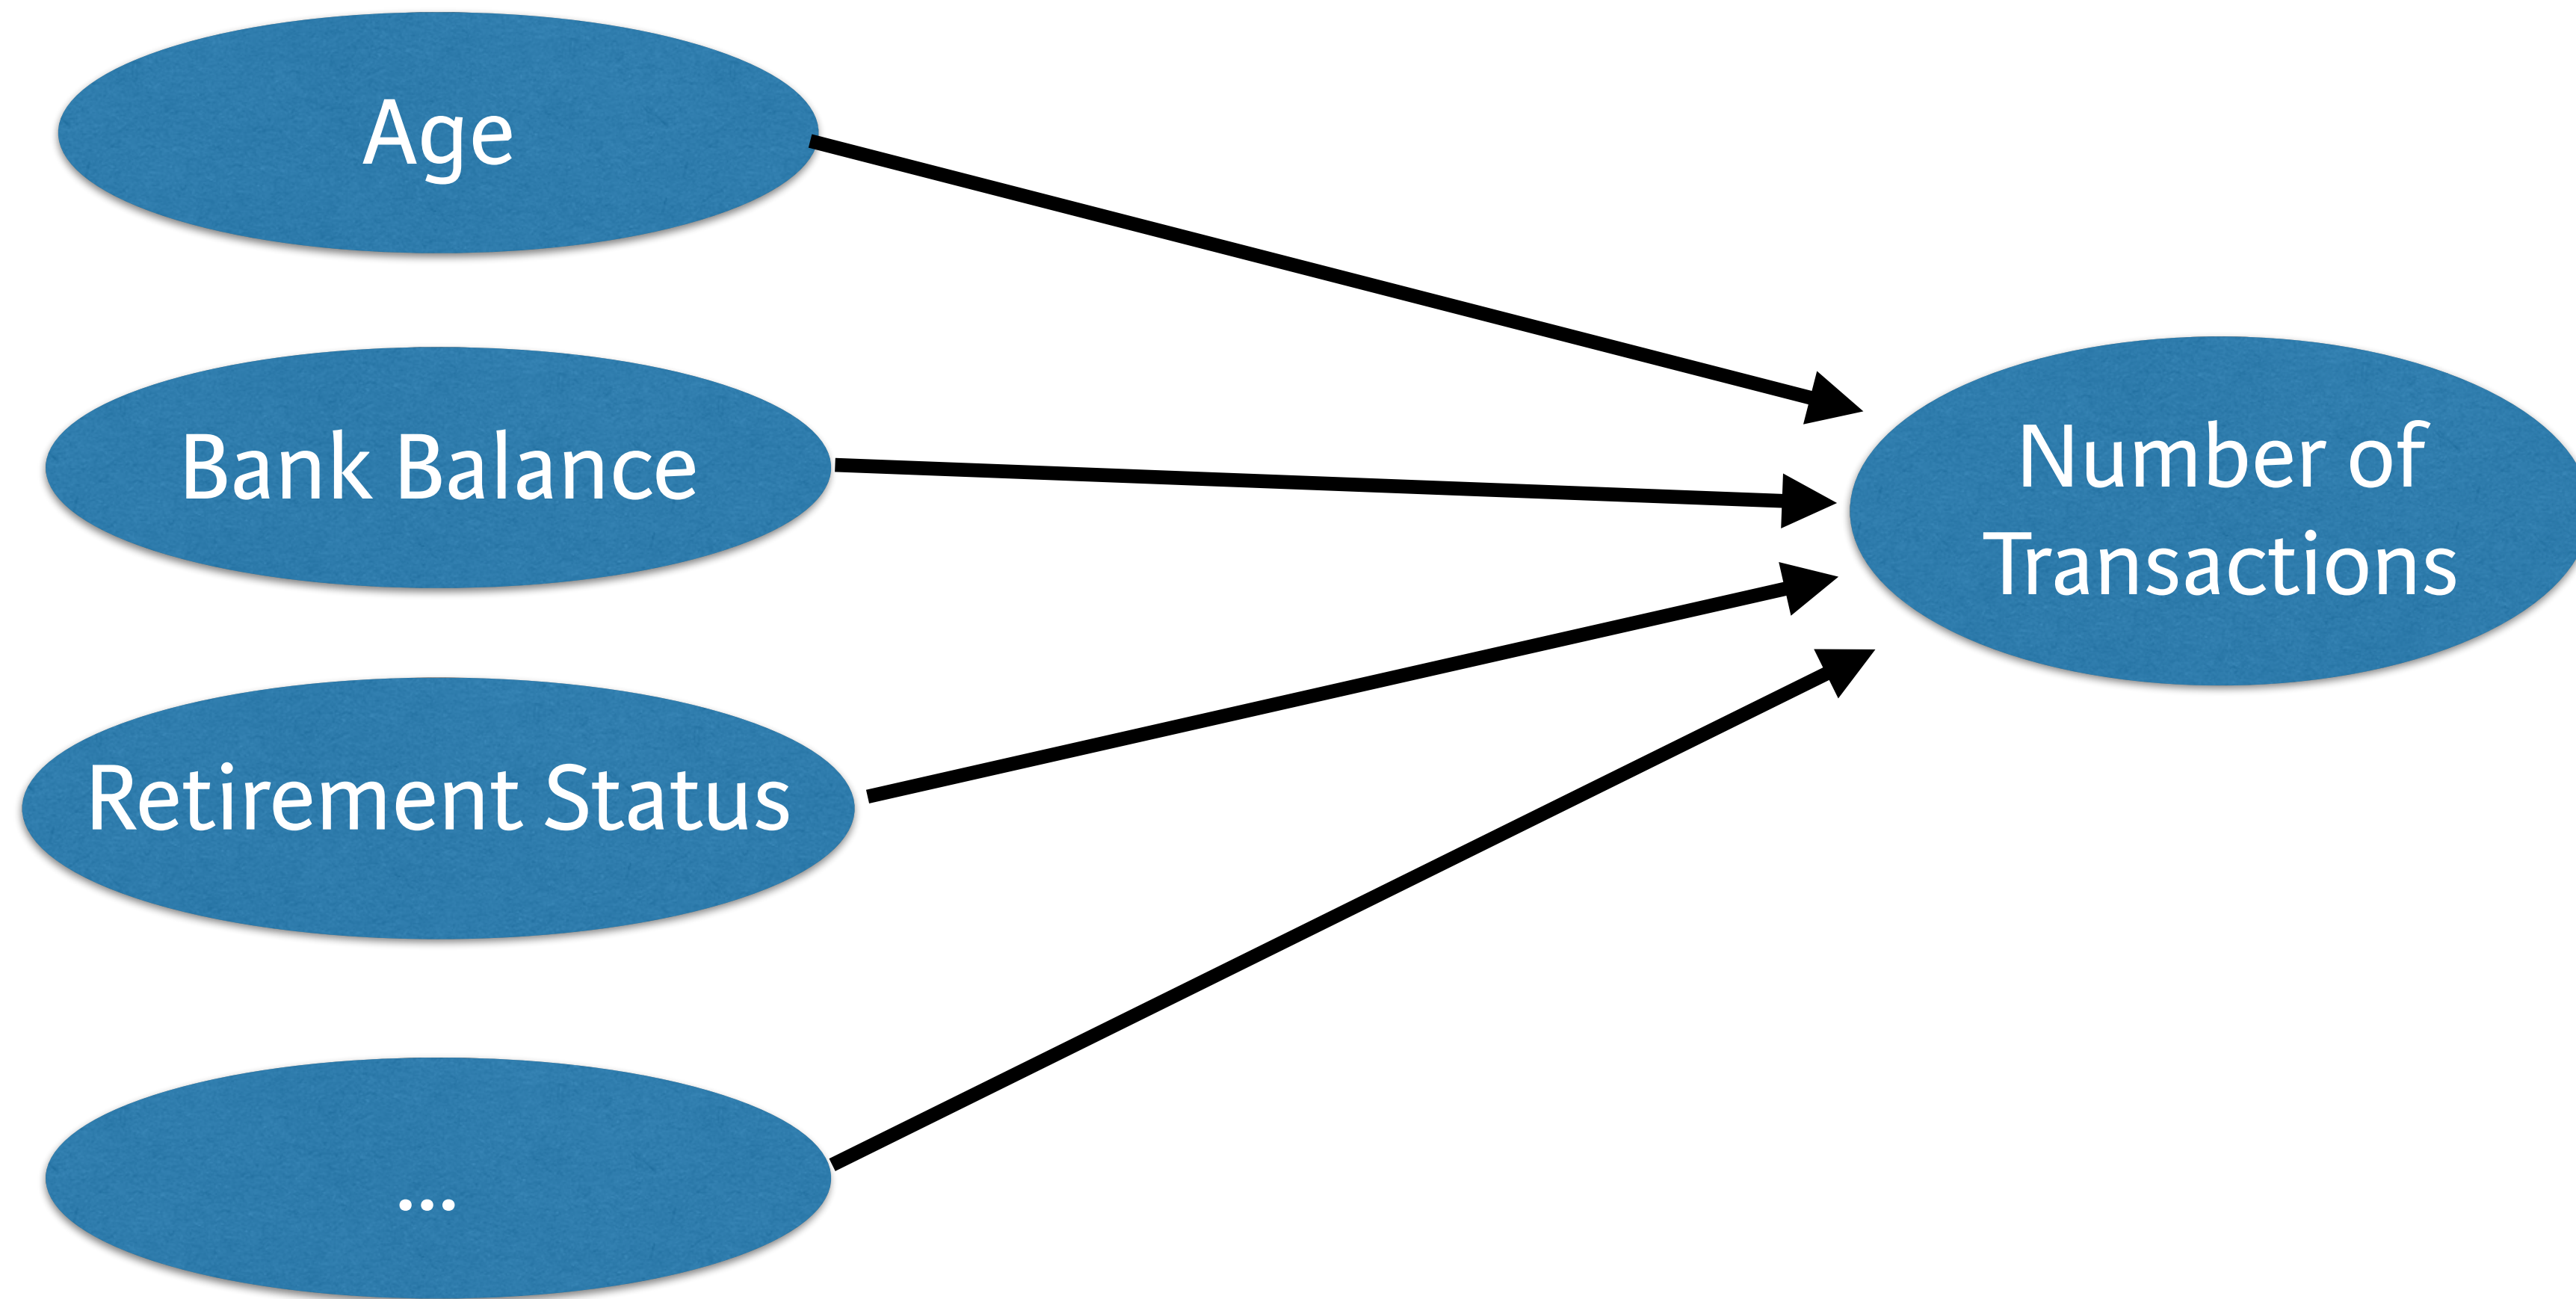 Age
Bank Balance
Retirement Status
...
Number of
Transactions